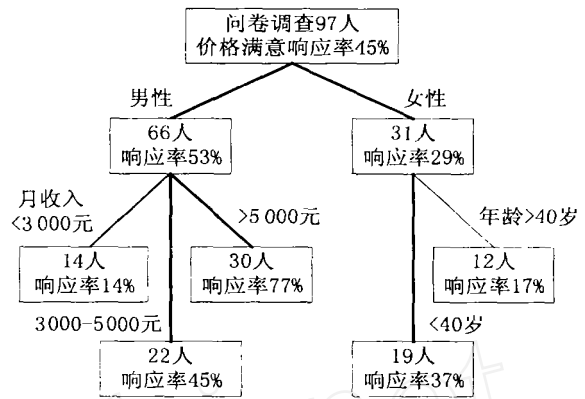 问卷调查97人
价格满意响应率45%
男性
女性
66人
响应率53%
31人
响应率29%
月收入
<3 000元
>5 000元
年龄>40岁
14人
响应率14%
30人
响应率77%
12人
响应率17%
3000-5000元
<40岁
22人
响应率45%
19人
响应率37%